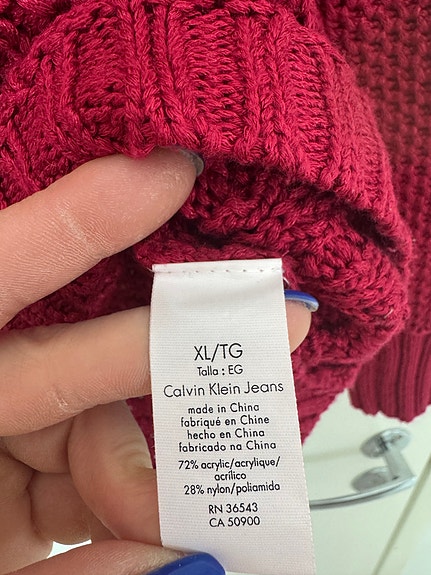 XL/TG
Talla : EG
Calvin Klein Jeans
made in China
fabriqué en Chine
hecho en China
fabricado na China
72% acrylic/acrylique/
acrílico
28% nylon/poliamida
RN 36543
CA 50900